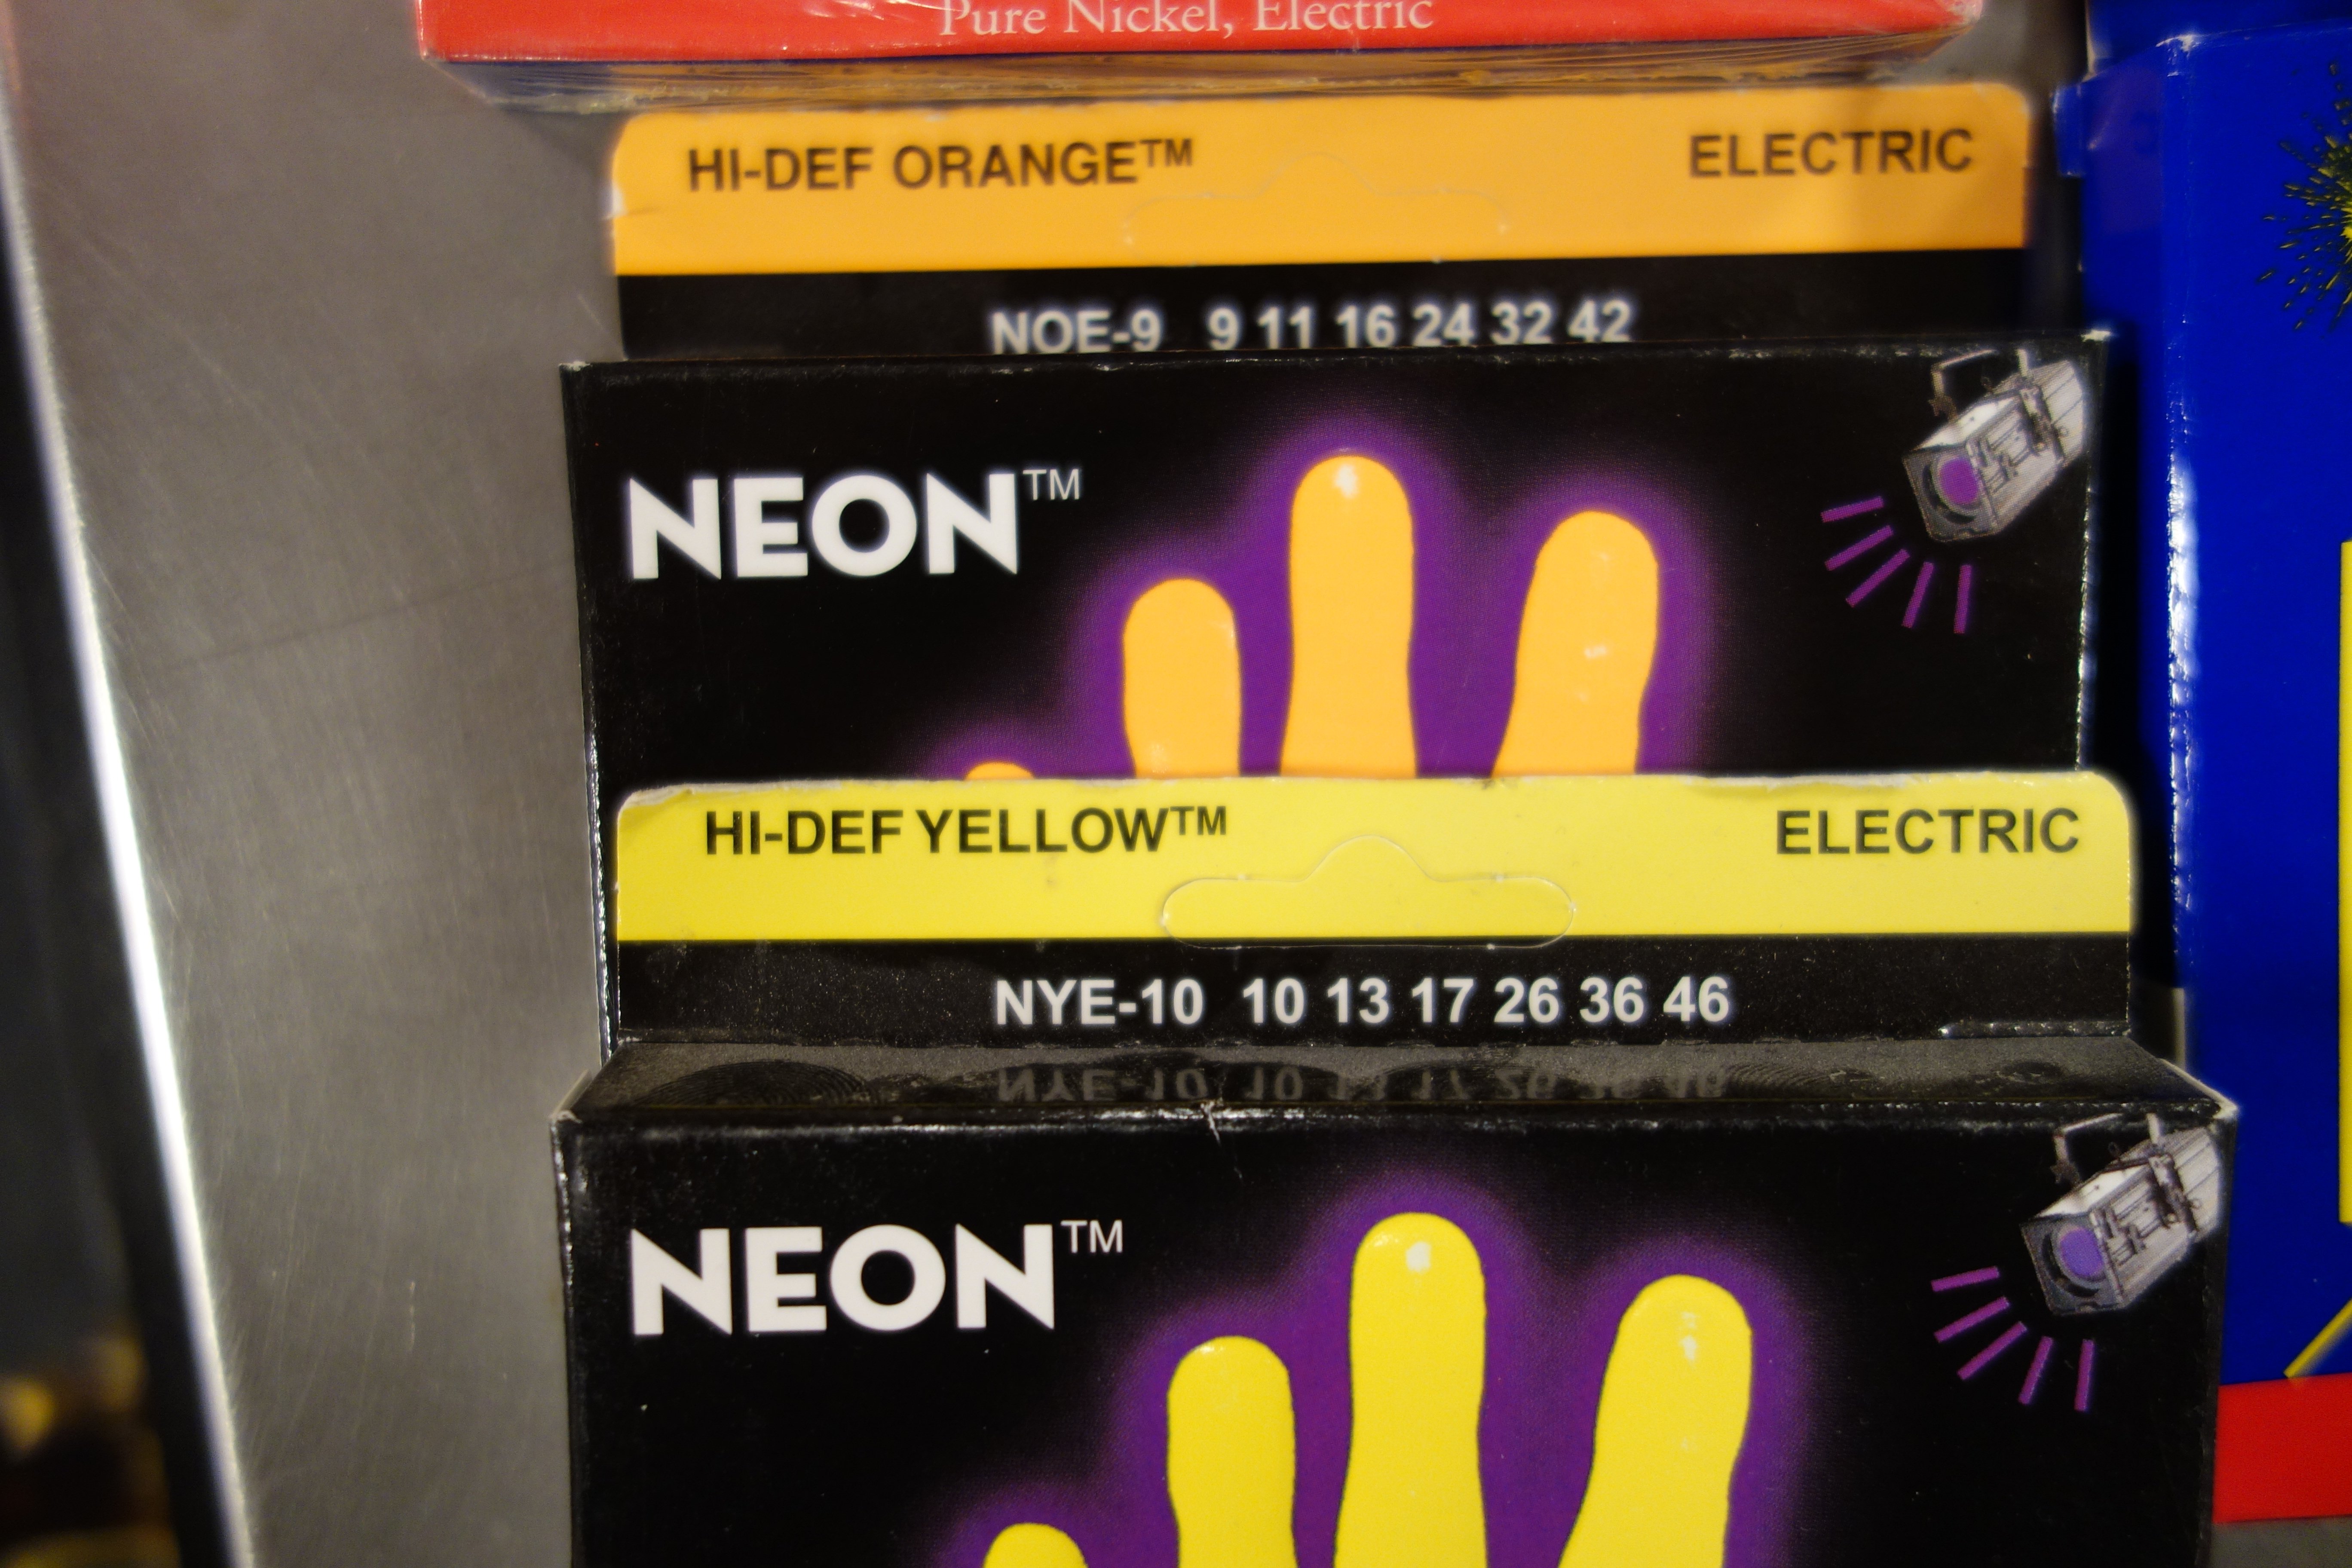 Pure Nickel, Electric
HI-DEF ORANGE™ ELECTRIC
NOE-9 9 11 16 24 32 42
NEON™
HI-DEF YELLOW™ ELECTRIC
NYE-10 10 13 17 26 36 46
NEON™